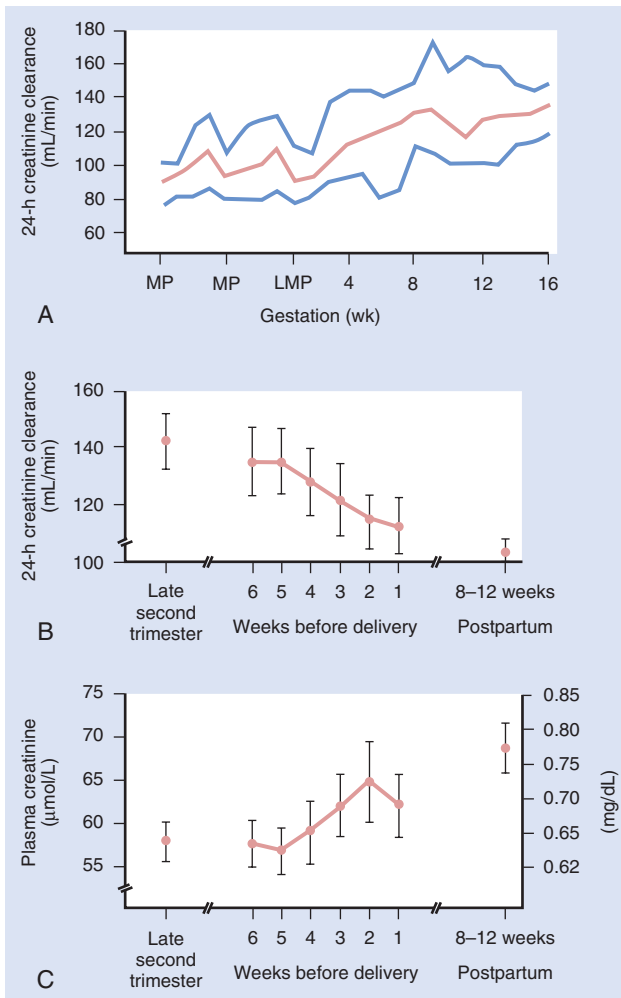 24-h creatinine clearance
(mL/min)
180
160
140
120
100
80
60
MP MP LMP 4 8 12 16
Gestation (wk)
A
24-h creatinine clearance
(mL/min)
160
140
120
100
Late
second
trimester
6 5 4 3 2 1
Weeks before delivery
8–12 weeks
Postpartum
B
Plasma creatinine
(µmol/L)
75
70
65
60
55
0.85
0.80
0.75
0.70
0.65
0.62
(mg/dL)
Late
second
trimester
6 5 4 3 2 1
Weeks before delivery
8–12 weeks
Postpartum
C